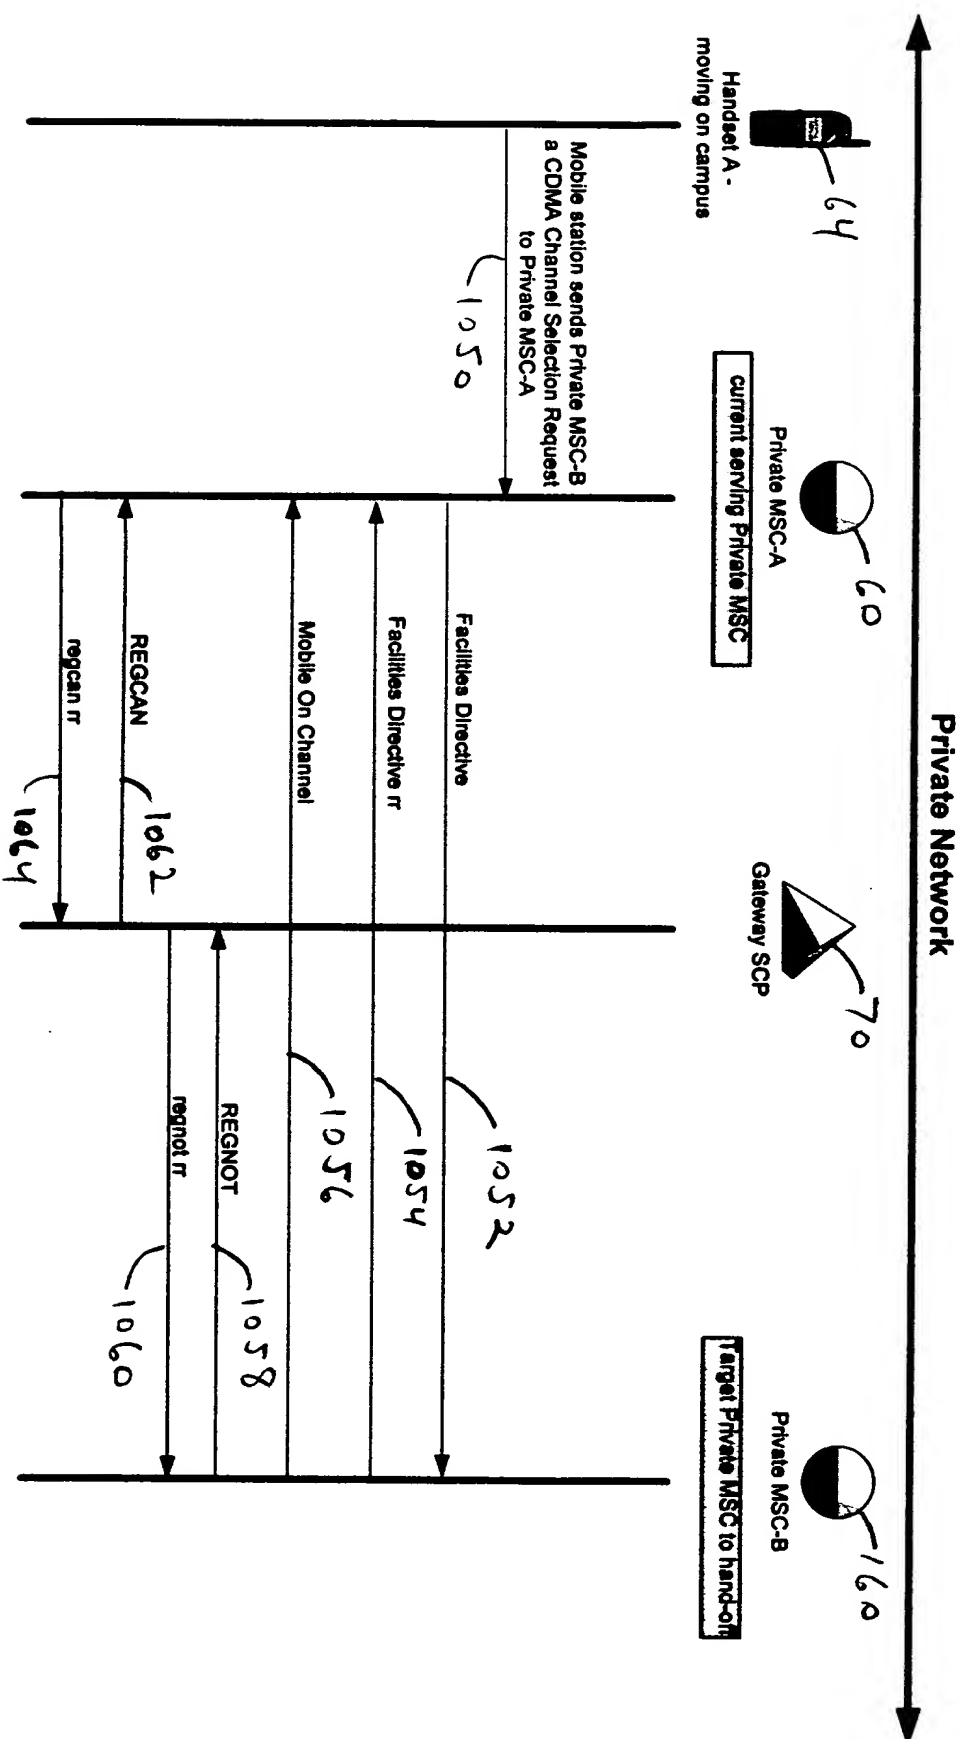 Private Network
64
Handset A -
moving on campus
60
Private MSC-A
current serving Private MSC
70
Gateway SCP
160
Private MSC-B
Target Private MSC to hand-off
Mobile station sends Private MSC-B
a CDMA Channel Selection Request
to Private MSC-A
1050
Facilities Directive
1052
Facilities Directive rr
1054
Mobile On Channel
1056
REGNOT
1058
regnot rr
1060
REGCAN
1062
regcan rr
1064